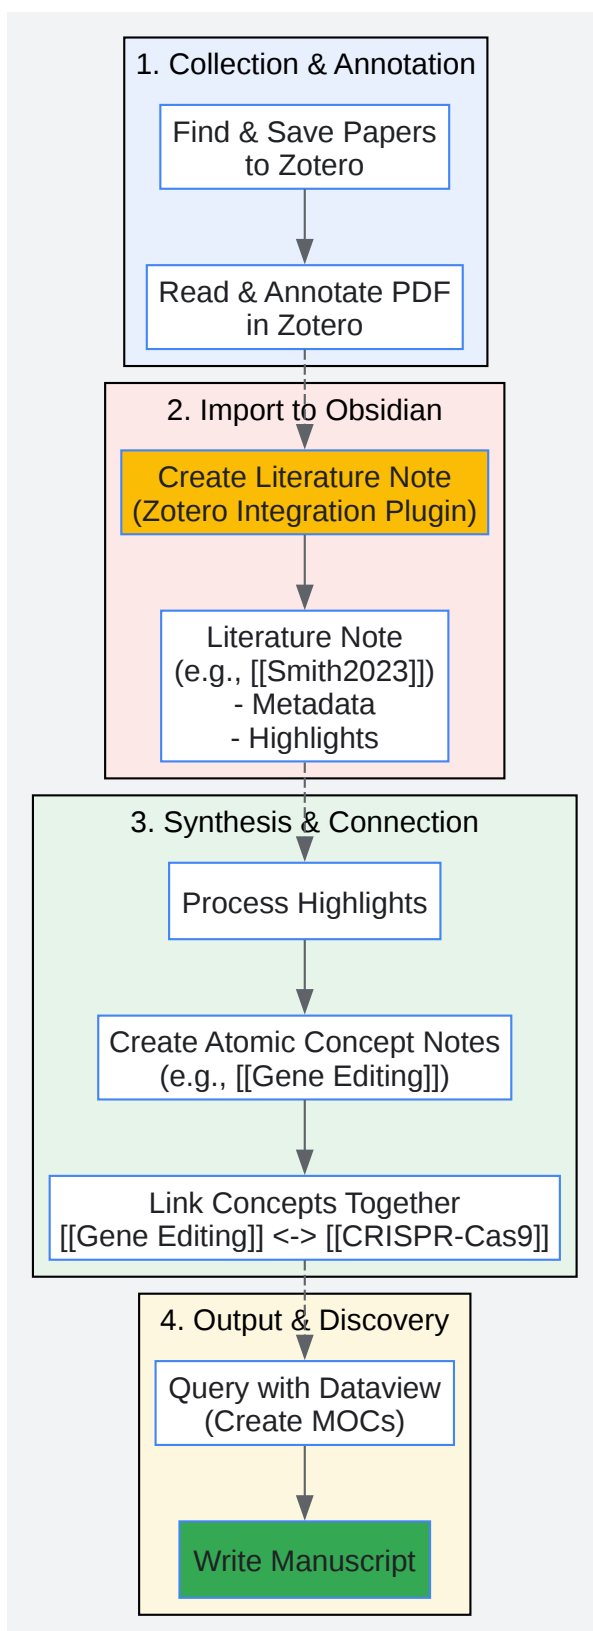 1. Collection & Annotation
Find & Save Papers
to Zotero
Read & Annotate PDF
in Zotero
2. Import to Obsidian
Create Literature Note
(Zotero Integration Plugin)
Literature Note
(e.g., [[Smith2023]])
- Metadata
- Highlights
3. Synthesis & Connection
Process Highlights
Create Atomic Concept Notes
(e.g., [[Gene Editing]])
Link Concepts Together
[[Gene Editing]] <-> [[CRISPR-Cas9]]
4. Output & Discovery
Query with Dataview
(Create MOCs)
Write Manuscript